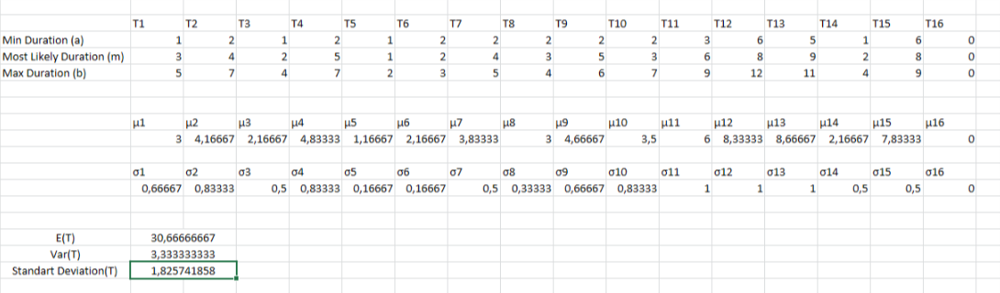 T1 T2 T3 T4 T5 T6 T7 T8 T9 T10 T11 T12 T13 T14 T15 T16
Min Duration (a) 1 2 1 2 1 2 2 2 2 2 3 6 5 1 6 0
Most Likely Duration (m) 3 4 2 5 1 2 4 3 5 3 6 8 9 2 8 0
Max Duration (b) 5 7 4 7 2 3 5 4 6 7 9 12 11 4 9 0
µ1 µ2 µ3 µ4 µ5 µ6 µ7 µ8 µ9 µ10 µ11 µ12 µ13 µ14 µ15 µ16
3 4,16667 2,16667 4,83333 1,16667 2,16667 3,83333 3 4,66667 3,5 6 8,33333 8,66667 2,16667 7,83333 0
σ1 σ2 σ3 σ4 σ5 σ6 σ7 σ8 σ9 σ10 σ11 σ12 σ13 σ14 σ15 σ16
0,66667 0,83333 0,5 0,83333 0,16667 0,16667 0,5 0,33333 0,66667 0,83333 1 1 1 0,5 0,5 0
E(T) 30,66666667
Var(T) 3,333333333
Standart Deviation(T) 1,825741858